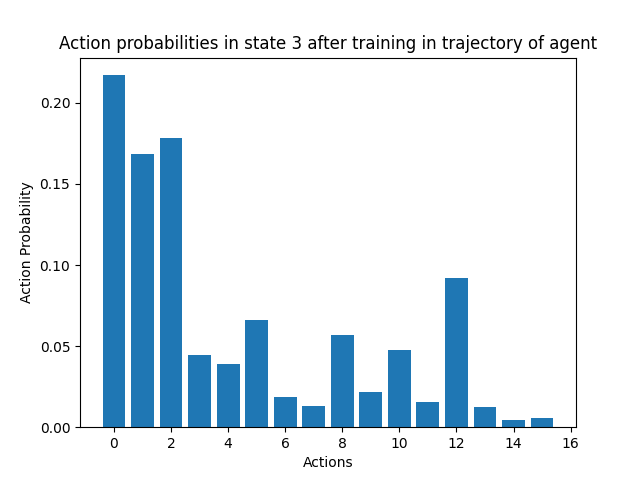 Action probabilities in state 3 after training in trajectory of agent
Action Probability
0.20
0.15
0.10
0.05
0.00
0 2 4 6 8 10 12 14 16
Actions